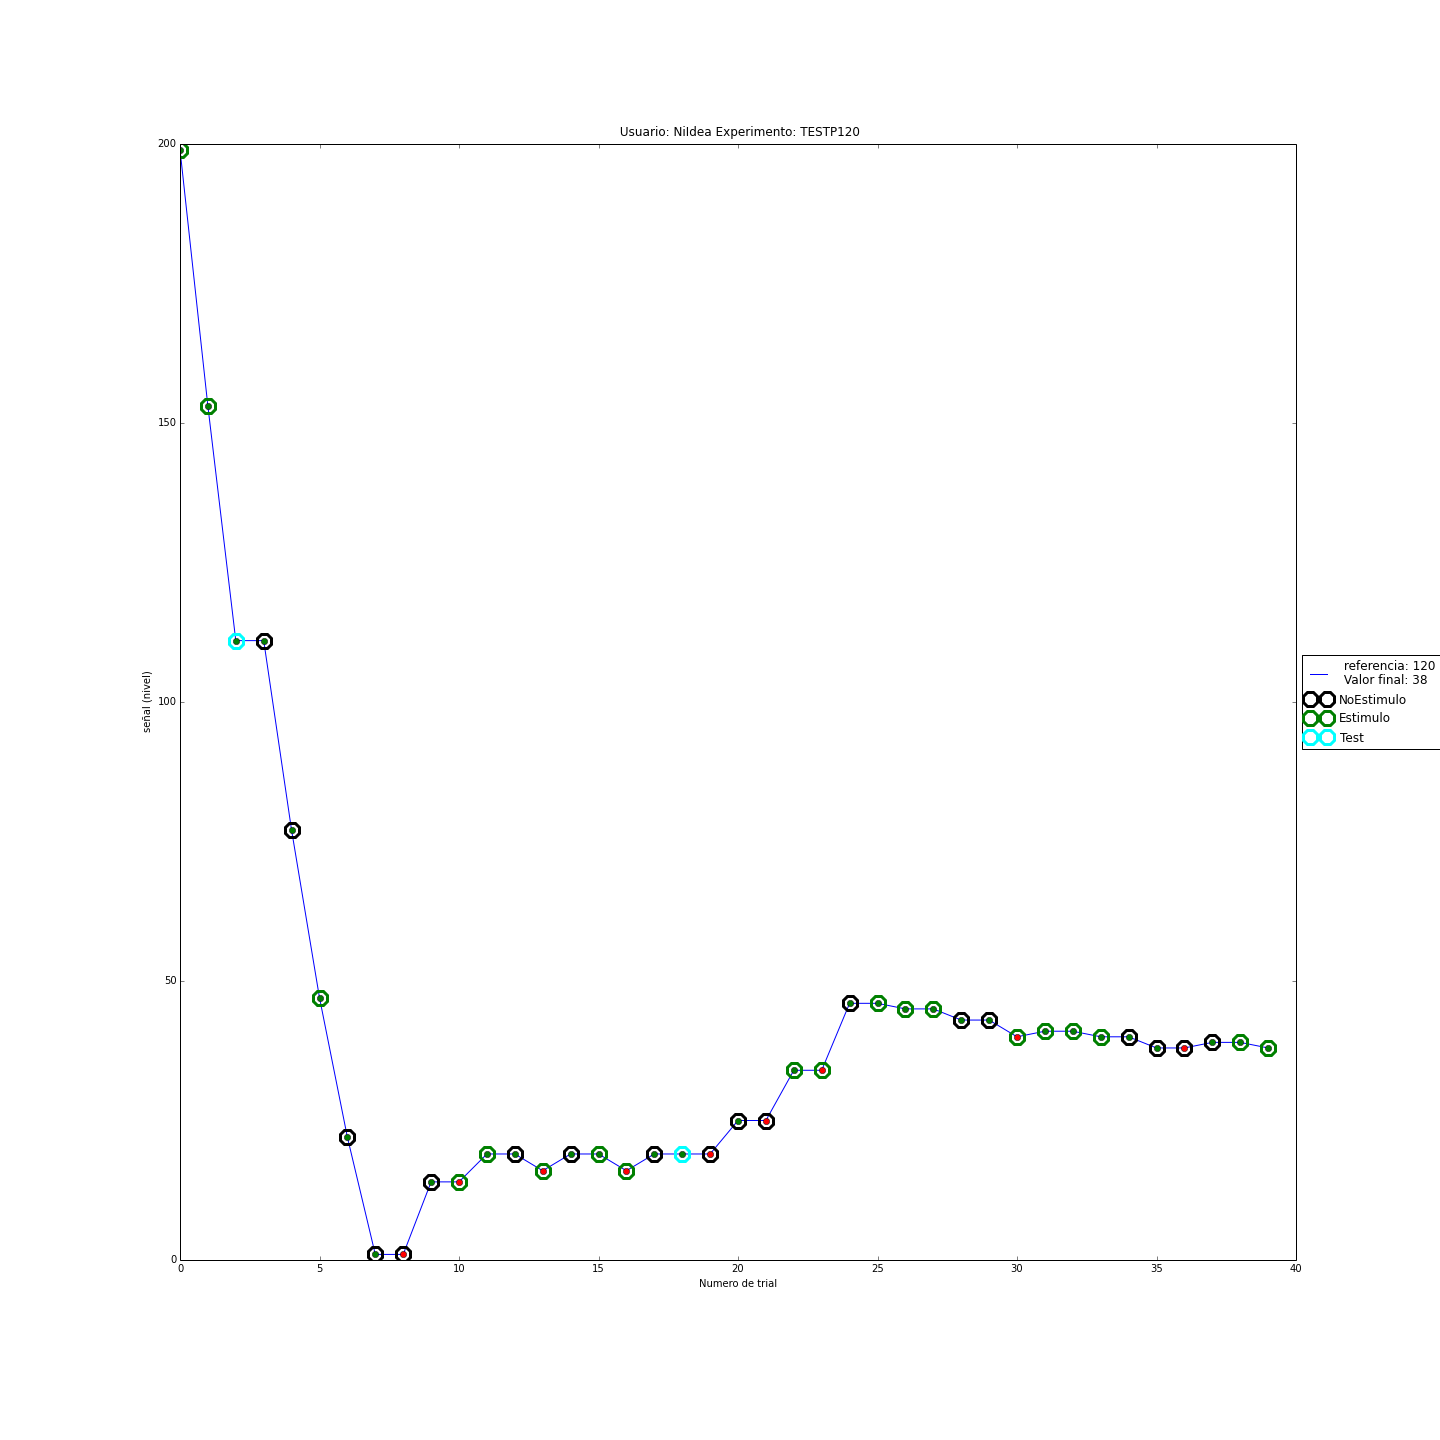 Usuario: NiIdea Experimento: TESTP120
200
150
100
50
0
señal (nivel)
0 5 10 15 20 25 30 35 40
Numero de trial
referencia: 120
Valor final: 38
NoEstimulo
Estimulo
Test